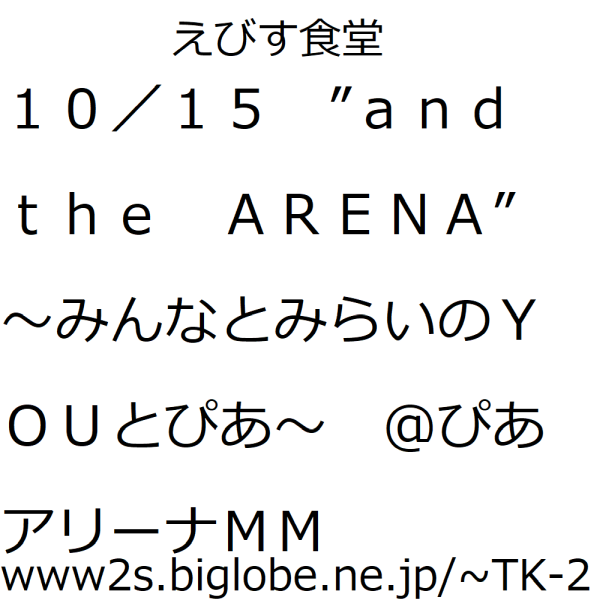 えびす食堂
１０／１５　”ａｎｄ
ｔｈｅ　ＡＲＥＮＡ”
～みんなとみらいのＹ
ＯＵとぴあ～　＠ぴあ
アリーナＭＭ
www2s.biglobe.ne.jp/~TK-2